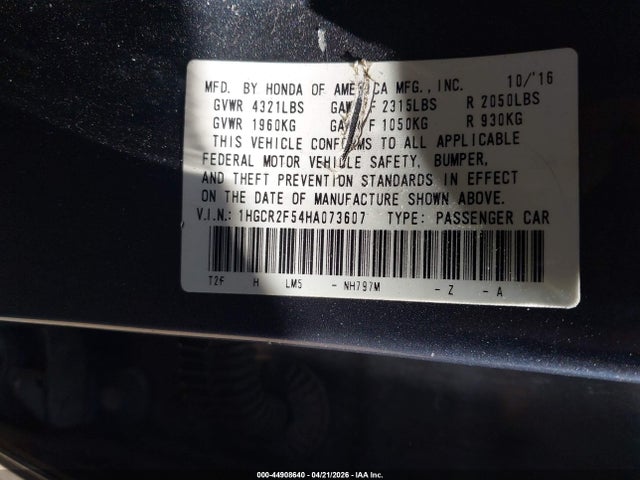 MFD. BY HONDA OF AMERICA MFG., INC. 10/'16
GVWR 4321LBS GAWR F 2315LBS R 2050LBS
GVWR 1960KG GAWR F 1050KG R 930KG
THIS VEHICLE CONFORMS TO ALL APPLICABLE
FEDERAL MOTOR VEHICLE SAFETY, BUMPER,
AND THEFT PREVENTION STANDARDS IN EFFECT
ON THE DATE OF MANUFACTURE SHOWN ABOVE.
V.I.N.: 1HGCR2F54HA073607 TYPE: PASSENGER CAR
T2F H LM5 - NH797M - Z - A
000-44908640 - 04/21/2026 - IAA Inc.